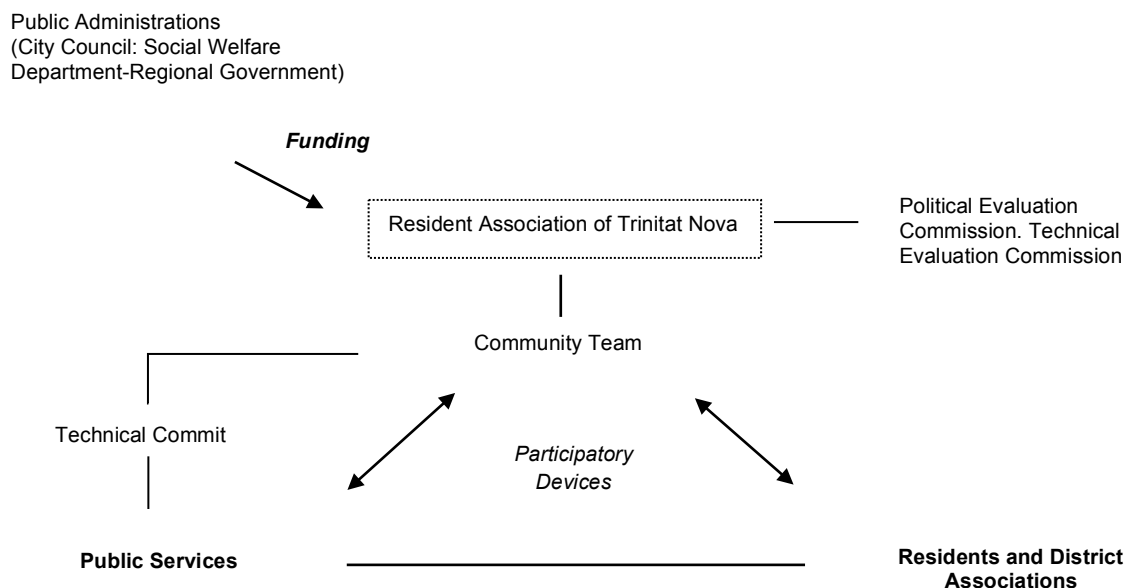 Public Administrations
(City Council: Social Welfare
Department-Regional Government)
Funding
Resident Association of Trinitat Nova
Political Evaluation
Commission. Technical
Evaluation Commission
Community Team
Technical Commit
Participatory
Devices
Public Services
Residents and District
Associations